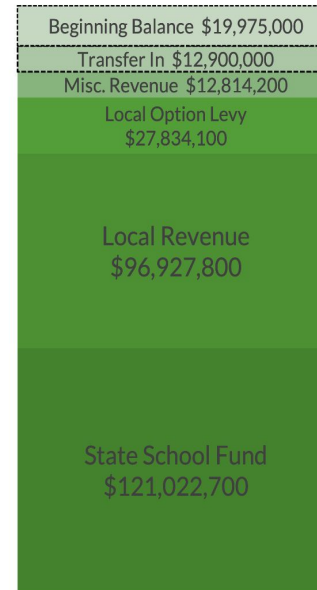 Beginning Balance $19,975,000
Transfer In $12,900,000
Misc. Revenue $12,814,200
Local Option Levy
$27,834,100
Local Revenue
$96,927,800
State School Fund
$121,022,700